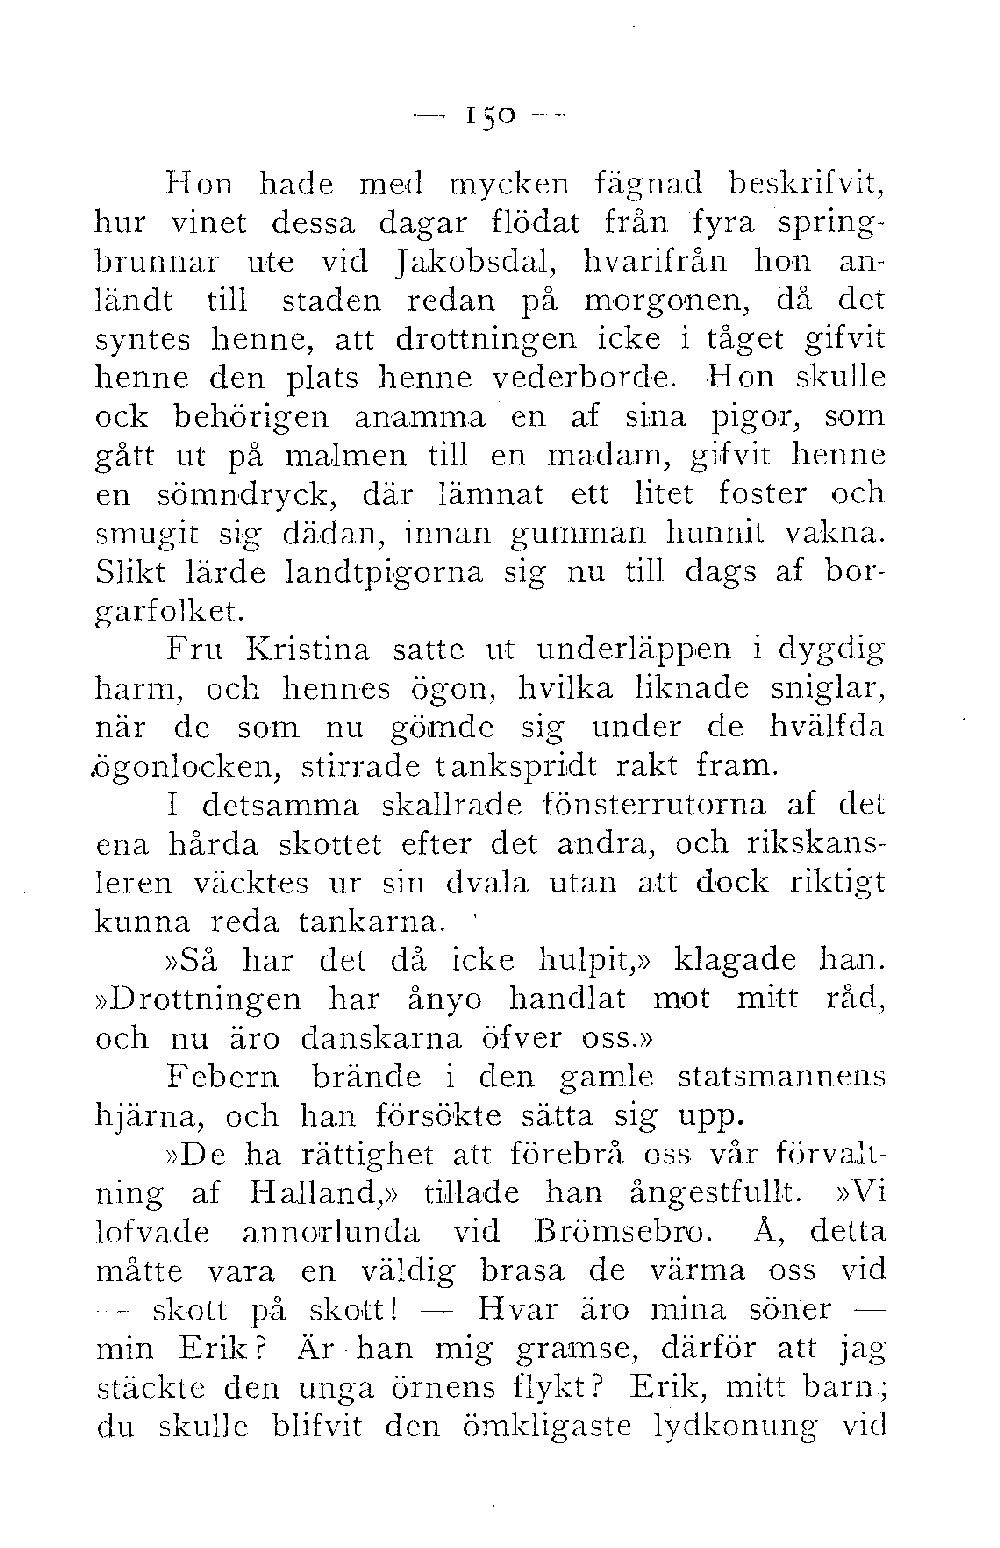 — 150 —
Hon hade med mycken fägnad beskrifvit,
hur vinet dessa dagar flödat från fyra spring-
brunnar ute vid Jakobsdal, hvarifrån hon an-
ländt till staden redan på morgonen, då det
syntes henne, att drottningen icke i tåget gifvit
henne den plats henne vederborde. Hon skulle
ock behörigen anamma en af sina pigor, som
gått ut på malmen till en madam, gifvit henne
en sömndryck, där lämnat ett litet foster och
smugit sig dädan, innan gumman hunnit vakna.
Slikt lärde landtpigorna sig nu till dags af bor-
garfolket.
Fru Kristina satte ut underläppen i dygdig
harm, och hennes ögon, hvilka liknade sniglar,
när de som nu gömde sig under de hvälfda
ögonlocken, stirrade tankspridt rakt fram.
I detsamma skallrade fönsterrutorna af det
ena hårda skottet efter det andra, och rikskans-
leren väcktes ur sin dvala utan att dock riktigt
kunna reda tankarna.
»Så har det då icke hulpit,» klagade han.
»Drottningen har ånyo handlat mot mitt råd,
och nu äro danskarna öfver oss.»
Febern brände i den gamle statsmannens
hjärna, och han försökte sätta sig upp.
»De ha rättighet att förebrå oss vår förvalt-
ning af Halland,» tillade han ångestfullt. »Vi
lofvade annorlunda vid Brömsebro. Å, detta
måtte vara en väldig brasa de värma oss vid
— skott på skott! — Hvar äro mina söner —
min Erik? Är han mig gramse, därför att jag
stäckte den unga örnens flykt? Erik, mitt barn;
du skulle blifvit den ömkligaste lydkonung vid